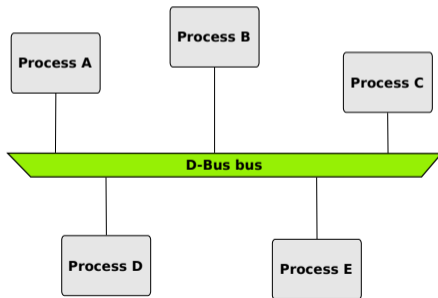 Process B
Process A
Process C
D-Bus bus
Process D
Process E